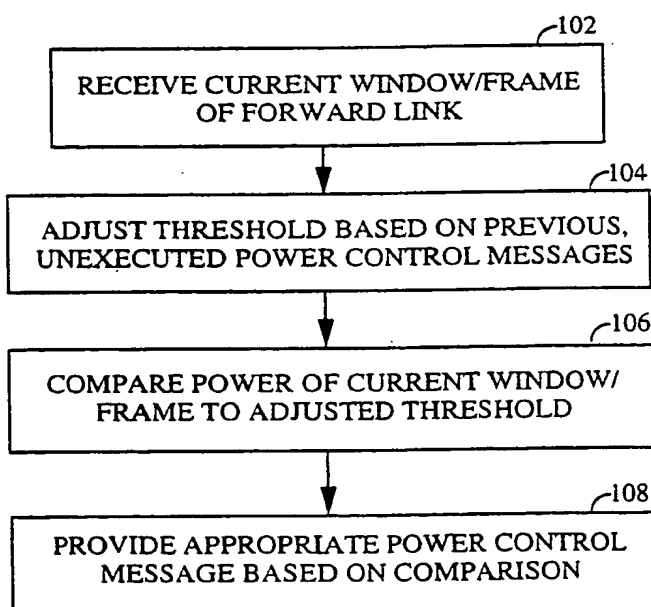 102
RECEIVE CURRENT WINDOW/FRAME
OF FORWARD LINK
104
ADJUST THRESHOLD BASED ON PREVIOUS,
UNEXECUTED POWER CONTROL MESSAGES
106
COMPARE POWER OF CURRENT WINDOW/
FRAME TO ADJUSTED THRESHOLD
108
PROVIDE APPROPRIATE POWER CONTROL
MESSAGE BASED ON COMPARISON